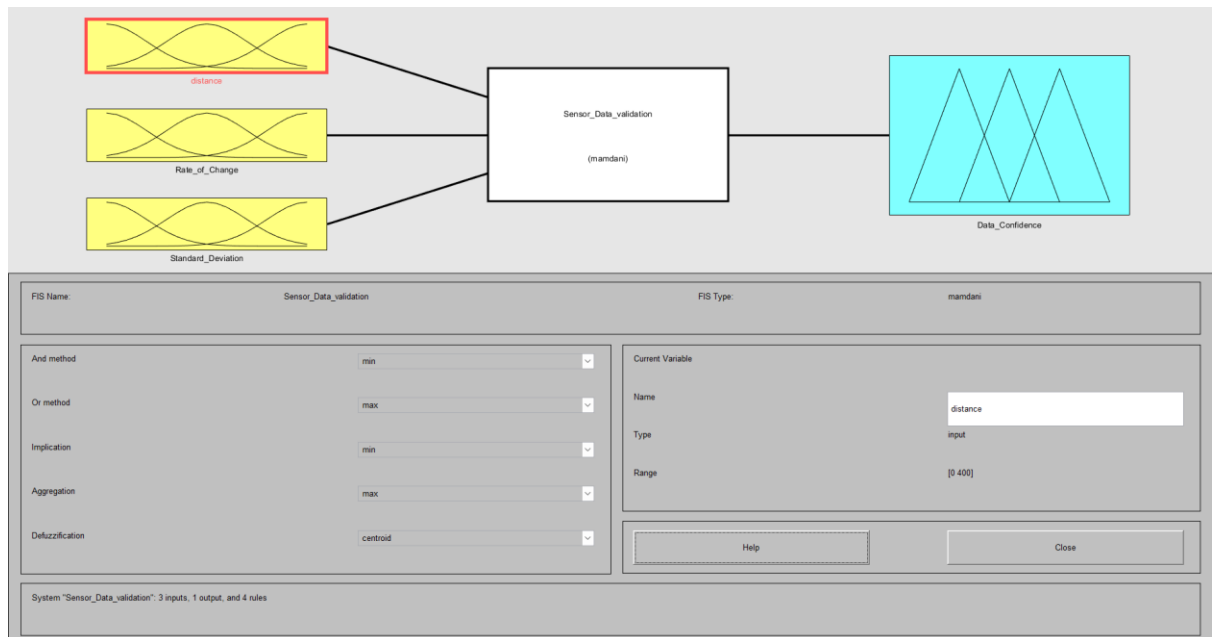 distance
Rate_of_Change
Standard_Deviation
Sensor_Data_validation
(mamdani)
Data_Confidence
FIS Name: Sensor_Data_validation FIS Type: mamdani
And method min
Or method max
Implication min
Aggregation max
Defuzzification centroid
Current Variable
Name distance
Type input
Range [0 400]
Help Close
System "Sensor_Data_validation": 3 inputs, 1 output, and 4 rules